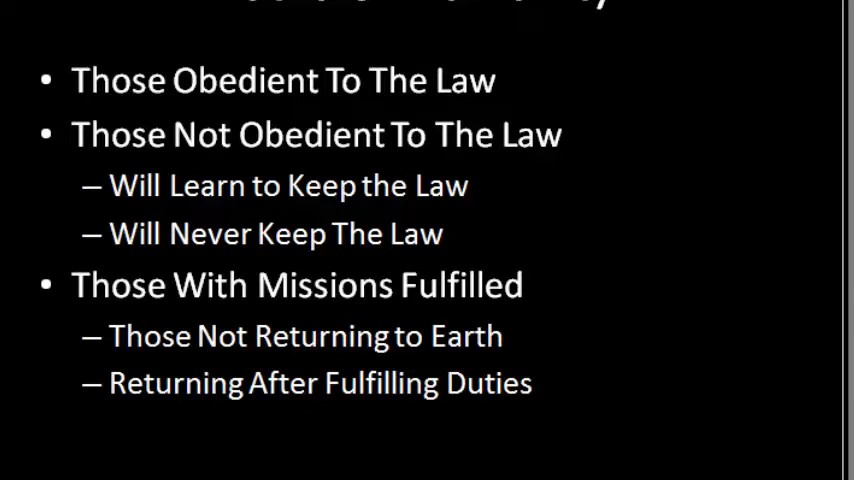 • Those Obedient To The Law
• Those Not Obedient To The Law
– Will Learn to Keep the Law
– Will Never Keep The Law
• Those With Missions Fulfilled
– Those Not Returning to Earth
– Returning After Fulfilling Duties